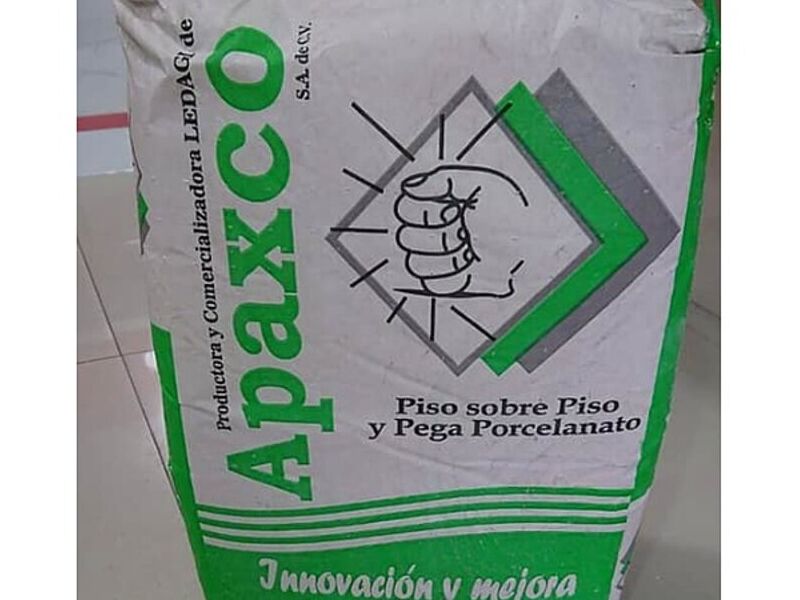 Productora y Comercializadora LEDAG de
S.A. de C.V.
Apaxco
Piso sobre Piso
y Pega Porcelanato
Innovación y mejora